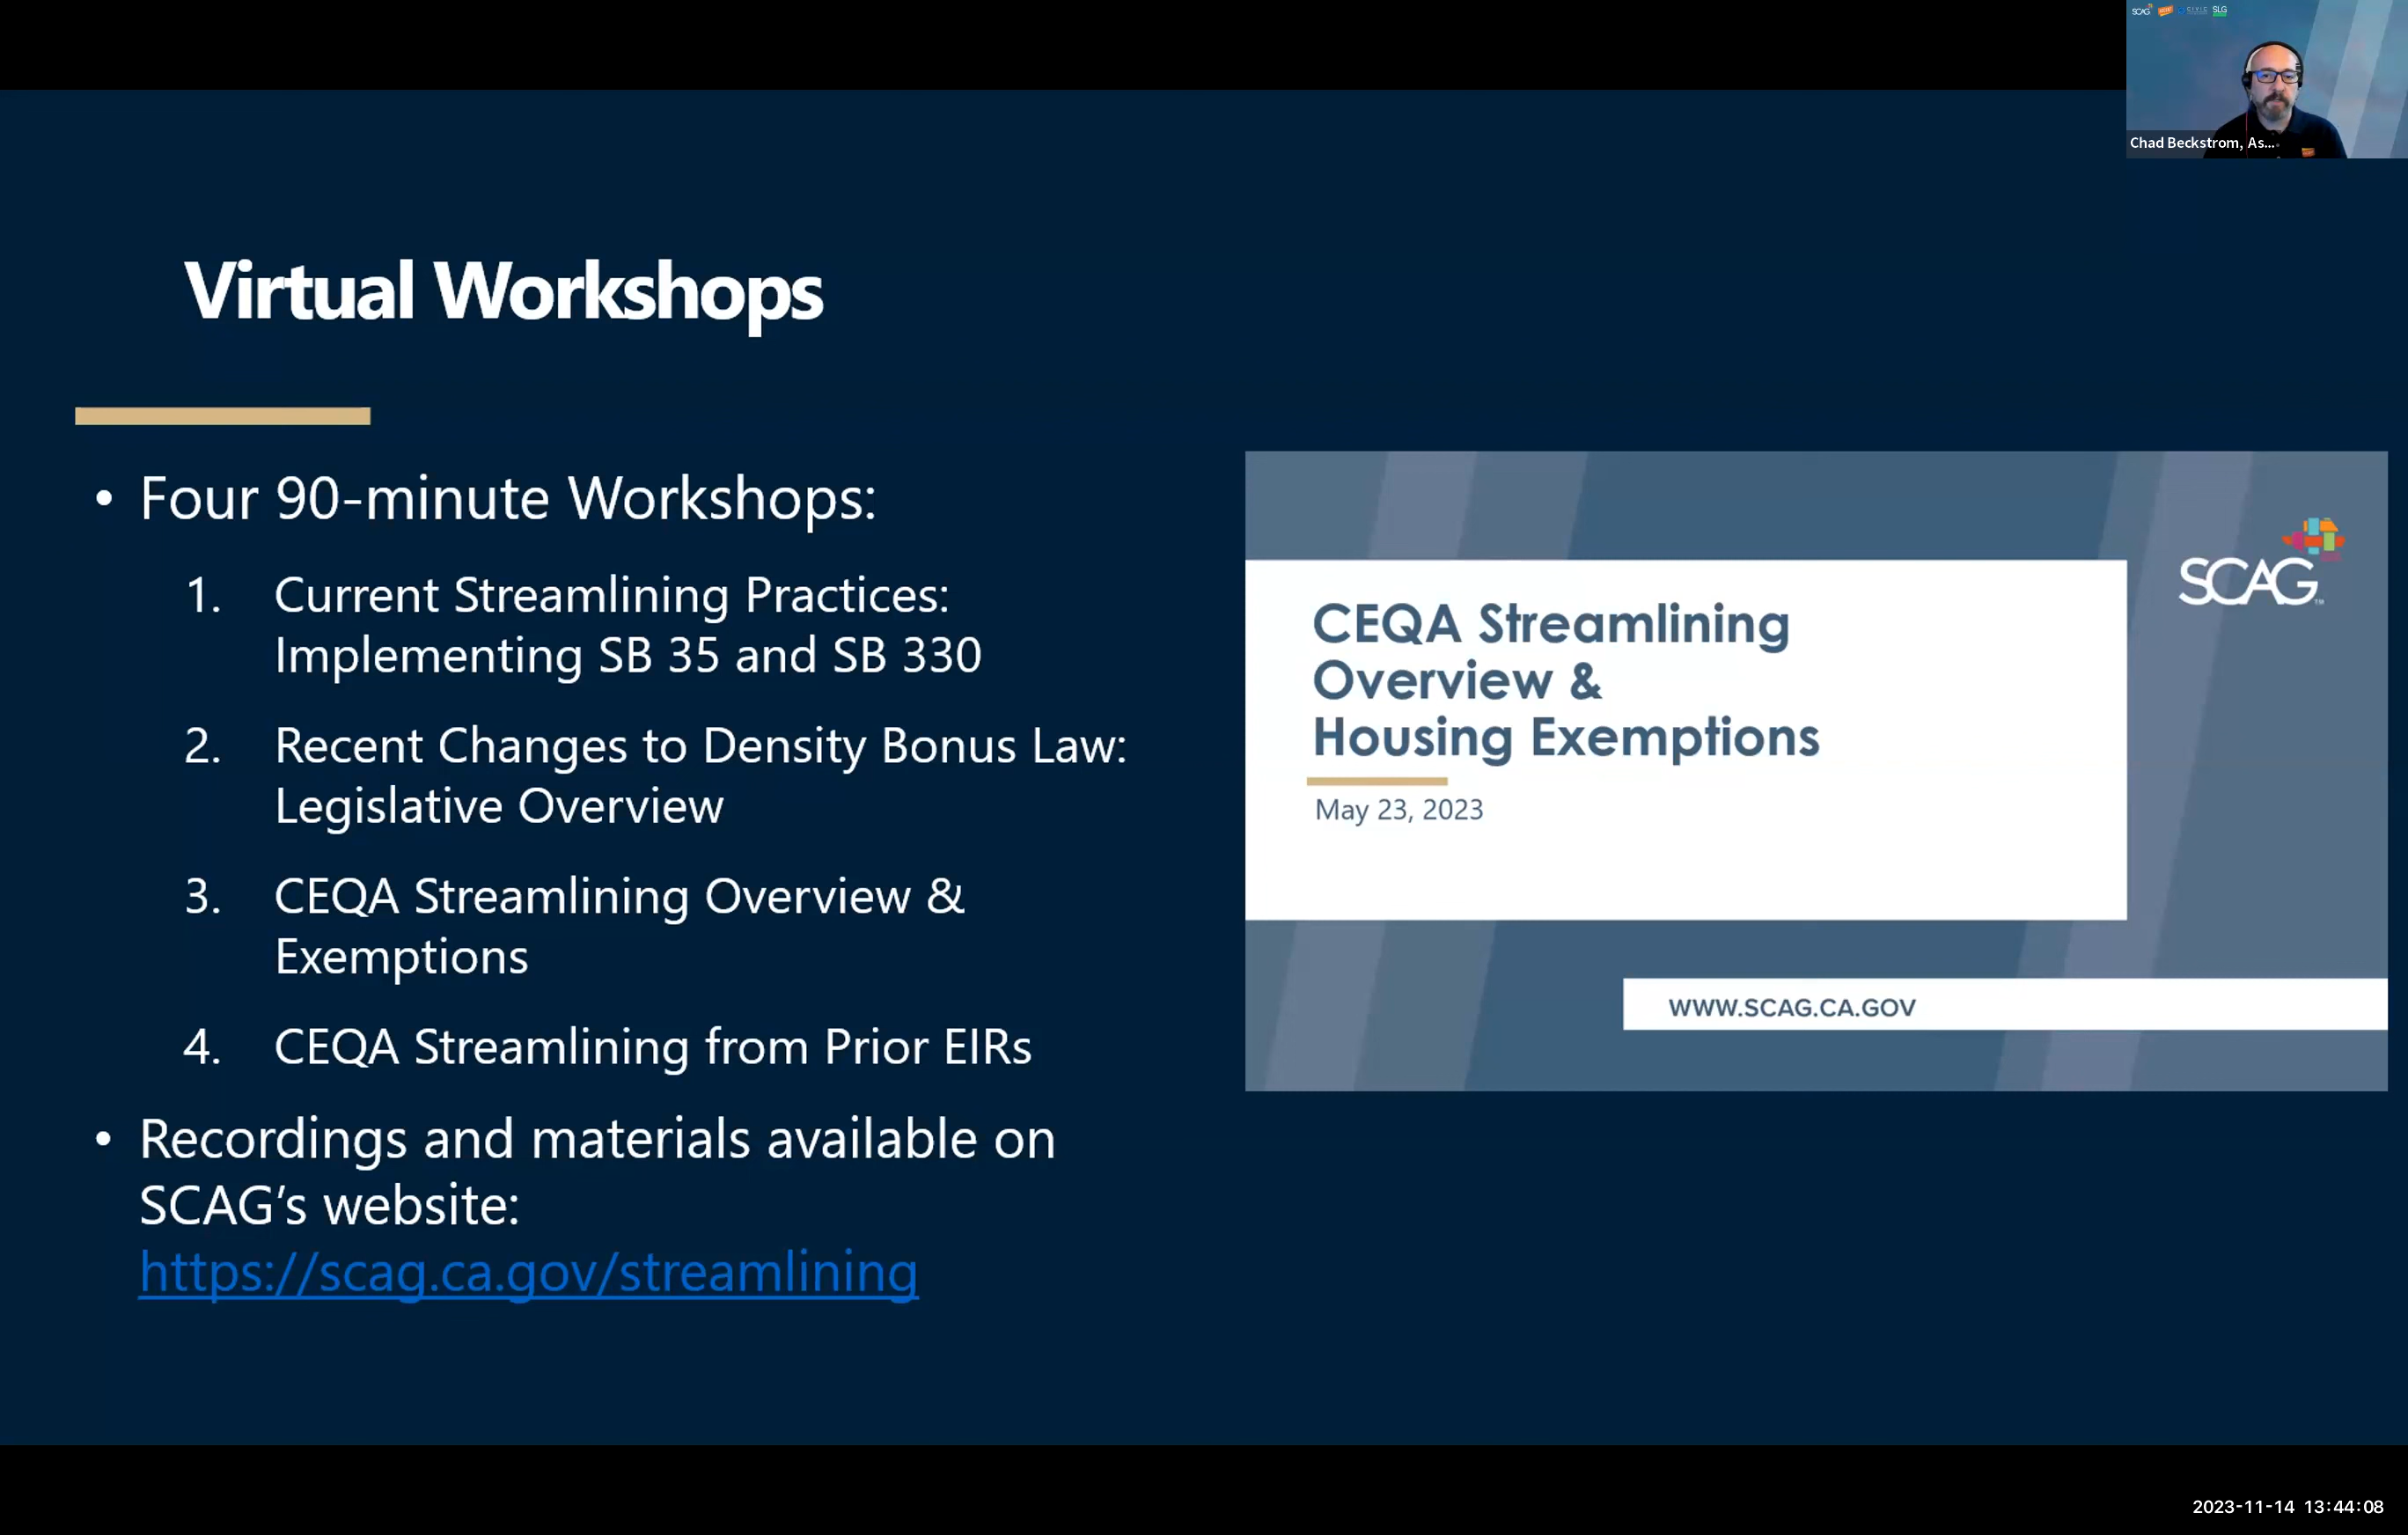 SCAG
SLG
Chad Beckstrom, As...
Virtual Workshops
• Four 90-minute Workshops:
1. Current Streamlining Practices:
Implementing SB 35 and SB 330
2. Recent Changes to Density Bonus Law:
Legislative Overview
3. CEQA Streamlining Overview &
Exemptions
4. CEQA Streamlining from Prior EIRs
• Recordings and materials available on
SCAG's website:
https://scag.ca.gov/streamlining
SCAG™
CEQA Streamlining
Overview &
Housing Exemptions
May 23, 2023
WWW.SCAG.CA.GOV
2023-11-14 13:44:08